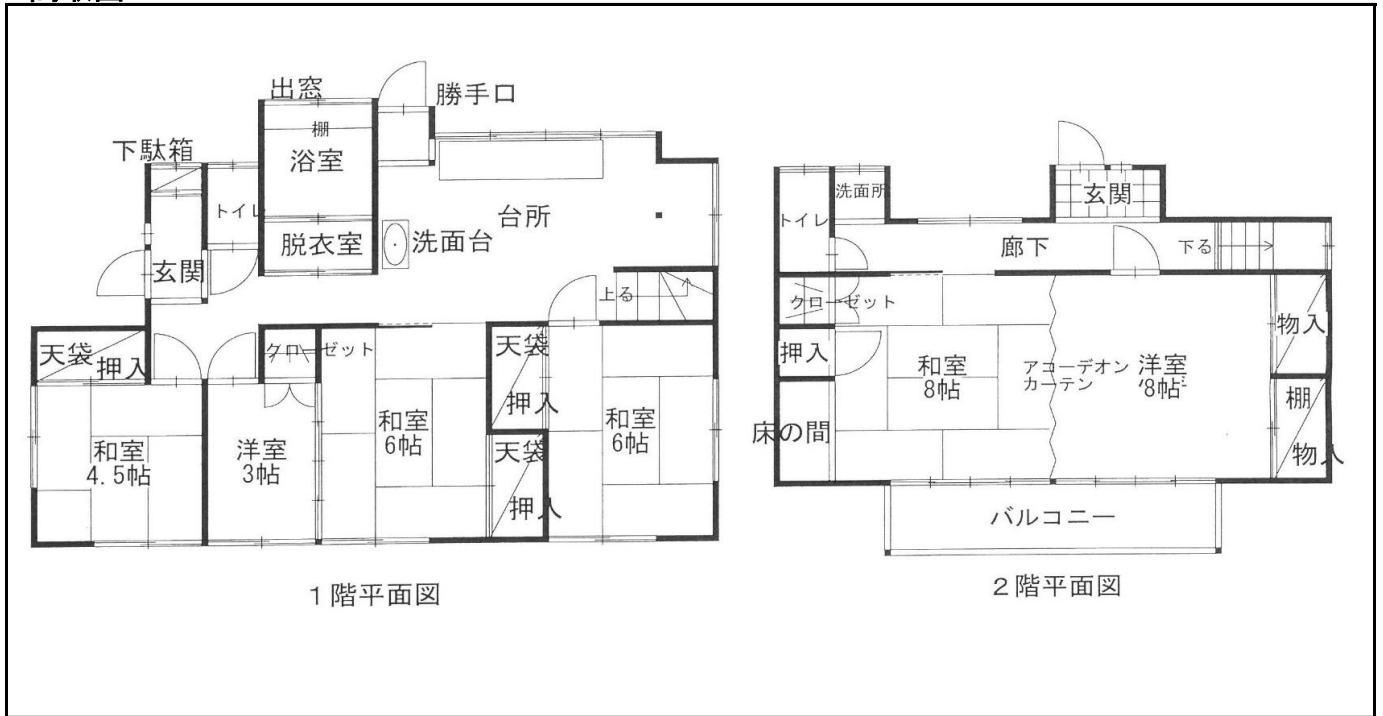 出窓
勝手口
棚
下駄箱
浴室
トイレ
台所
脱衣室
洗面台
玄関
上る
天袋
押入
クローゼット
天袋
押入
和室
4.5帖
洋室
3帖
和室
6帖
天袋
押入
和室
6帖
1階平面図
洗面所
玄関
トイレ
廊下
下る
クローゼット
物入
押入
和室
8帖
アコーデオン
カーテン
洋室
8帖
棚
床の間
物入
バルコニー
2階平面図